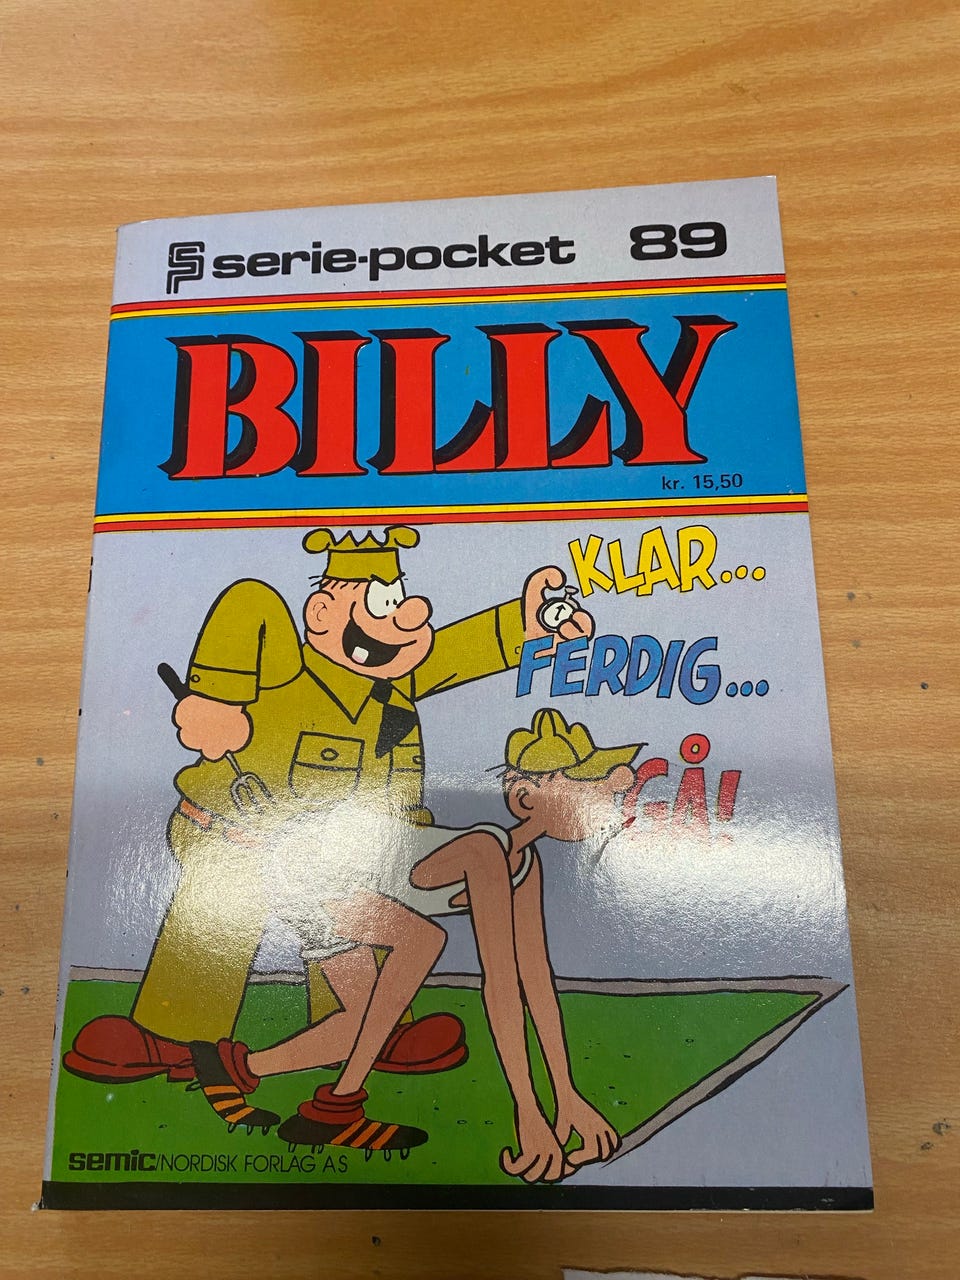 serie-pocket 89
BILLY
kr. 15,50
KLAR...
FERDIG...
GÅ!
semic/NORDISK FORLAG AS